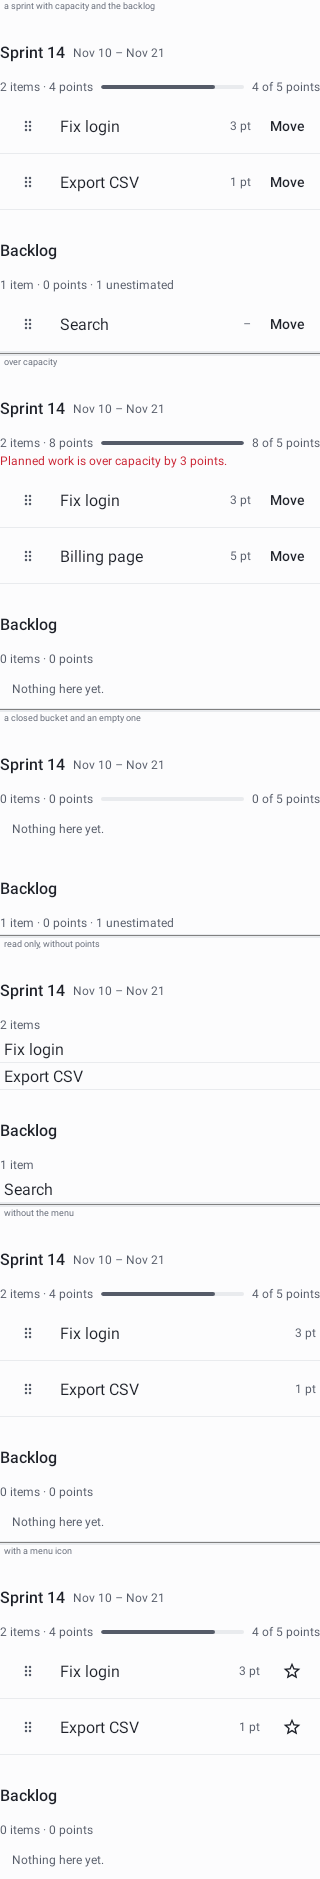 a sprint with capacity and the backlog
Sprint 14 Nov 10 – Nov 21
2 items · 4 points 4 of 5 points
Fix login 3 pt Move
Export CSV 1 pt Move
Backlog
1 item · 0 points · 1 unestimated
Search – Move
over capacity
Sprint 14 Nov 10 – Nov 21
2 items · 8 points 8 of 5 points
Planned work is over capacity by 3 points.
Fix login 3 pt Move
Billing page 5 pt Move
Backlog
0 items · 0 points
Nothing here yet.
a closed bucket and an empty one
Sprint 14 Nov 10 – Nov 21
0 items · 0 points 0 of 5 points
Nothing here yet.
Backlog
1 item · 0 points · 1 unestimated
read only, without points
Sprint 14 Nov 10 – Nov 21
2 items
Fix login
Export CSV
Backlog
1 item
Search
without the menu
Sprint 14 Nov 10 – Nov 21
2 items · 4 points 4 of 5 points
Fix login 3 pt
Export CSV 1 pt
Backlog
0 items · 0 points
Nothing here yet.
with a menu icon
Sprint 14 Nov 10 – Nov 21
2 items · 4 points 4 of 5 points
Fix login 3 pt
Export CSV 1 pt
Backlog
0 items · 0 points
Nothing here yet.